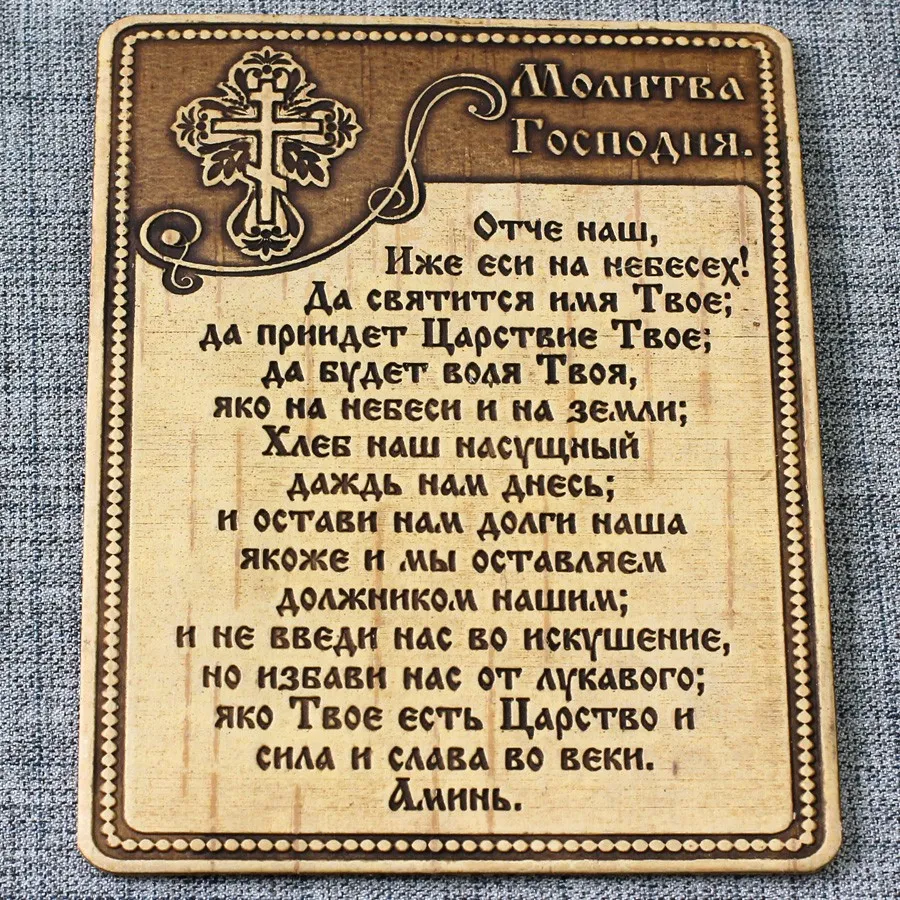 Молитва
Господня.
Отче наш,
Иже еси на небесех!
Да святится имя Твое;
да приидет Царствие Твое;
да будет воля Твоя,
яко на небеси и на земли;
Хлеб наш насущный
даждь нам днесь;
и остави нам долги наша
якоже и мы оставляем
должником нашим;
и не введи нас во искушение,
но избави нас от лукавого;
яко Твое есть Царство и
сила и слава во веки.
Аминь.